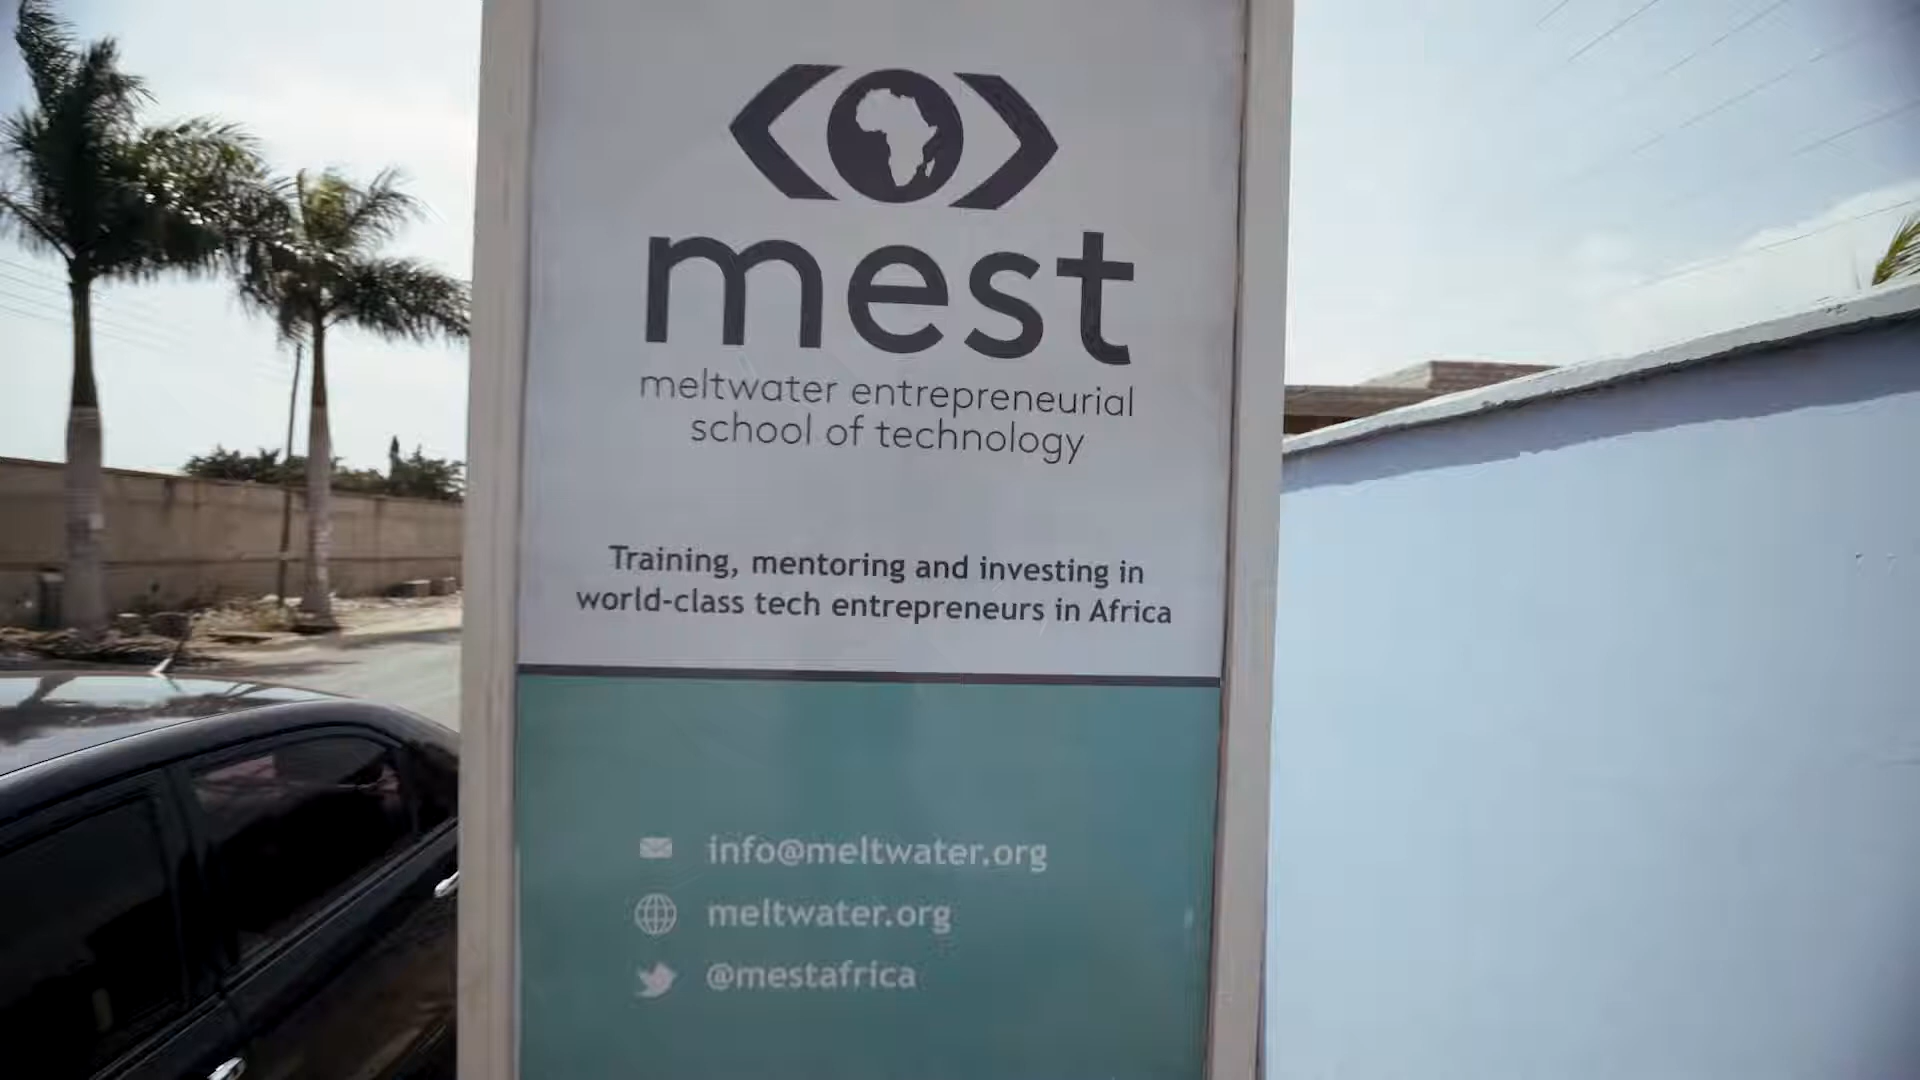 mest
meltwater entrepreneurial
school of technology
Training, mentoring and investing in
world-class tech entrepreneurs in Africa
info@meltwater.org
meltwater.org
@mestafrica